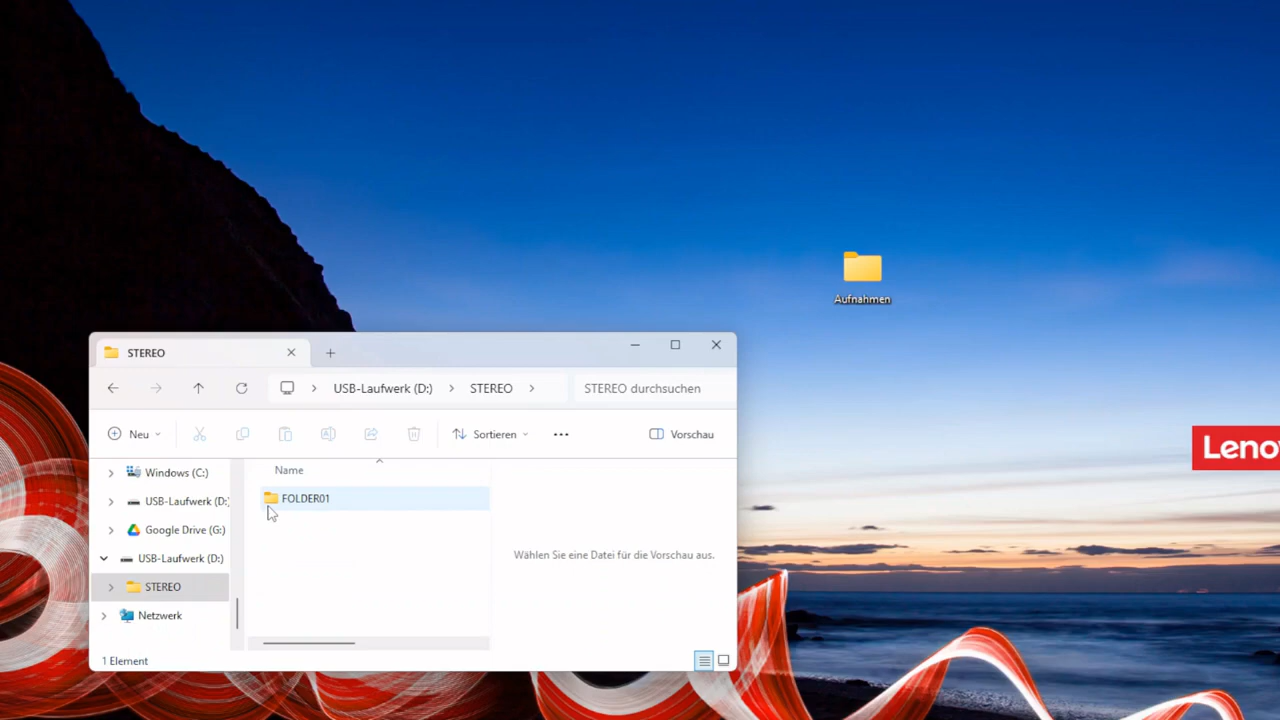 Aufnahmen
STEREO
USB-Laufwerk (D:)
STEREO
STEREO durchsuchen
Neu
Sortieren
Vorschau
Windows (C:)
USB-Laufwerk (D:)
Google Drive (G:)
USB-Laufwerk (D:)
STEREO
Netzwerk
Name
FOLDER01
Wählen Sie eine Datei für die Vorschau aus.
1 Element
Leno